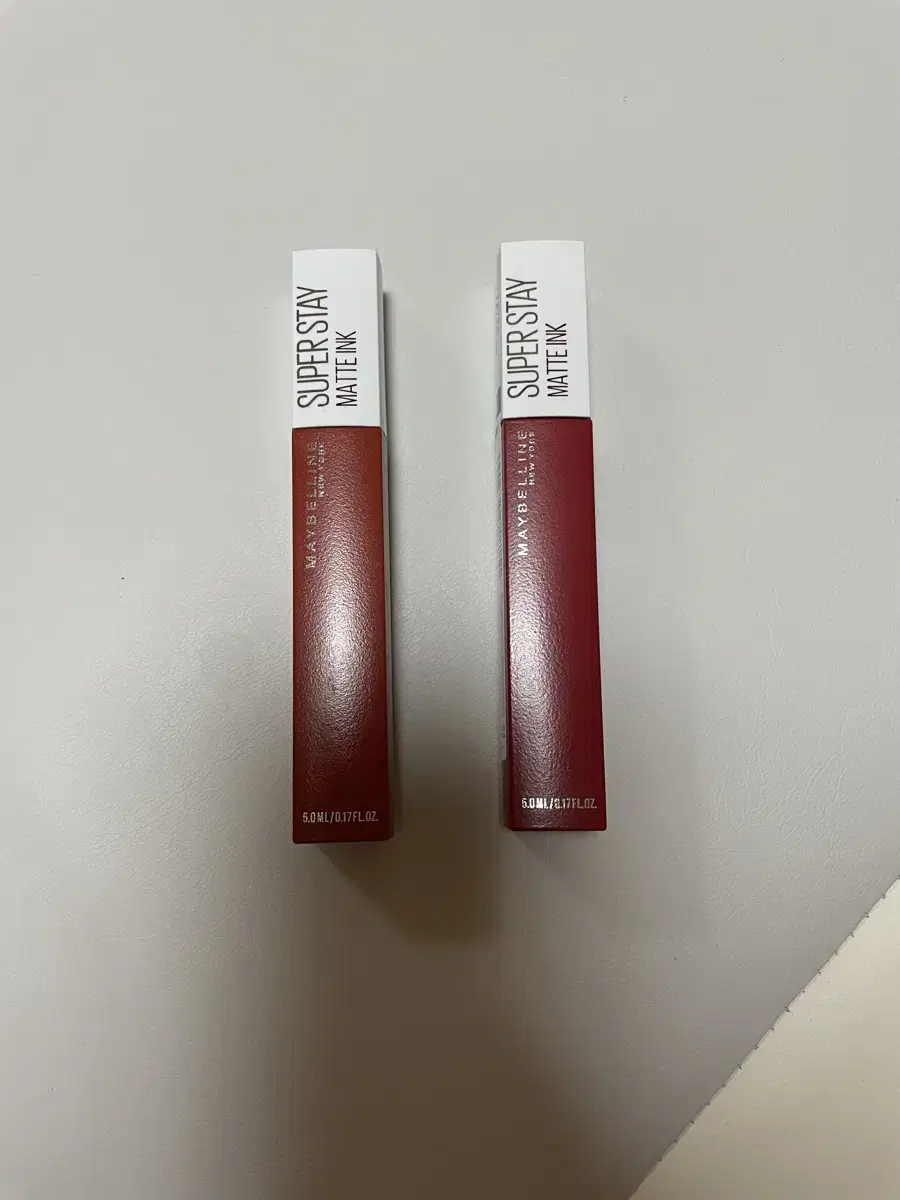 SUPER STAY
MATTE INK
MAYBELLINE
NEW YORK
5.0 ML/0.17 FL.OZ.
SUPER STAY
MATTE INK
MAYBELLINE
NEW YORK
5.0 ML/0.17 FL.OZ.